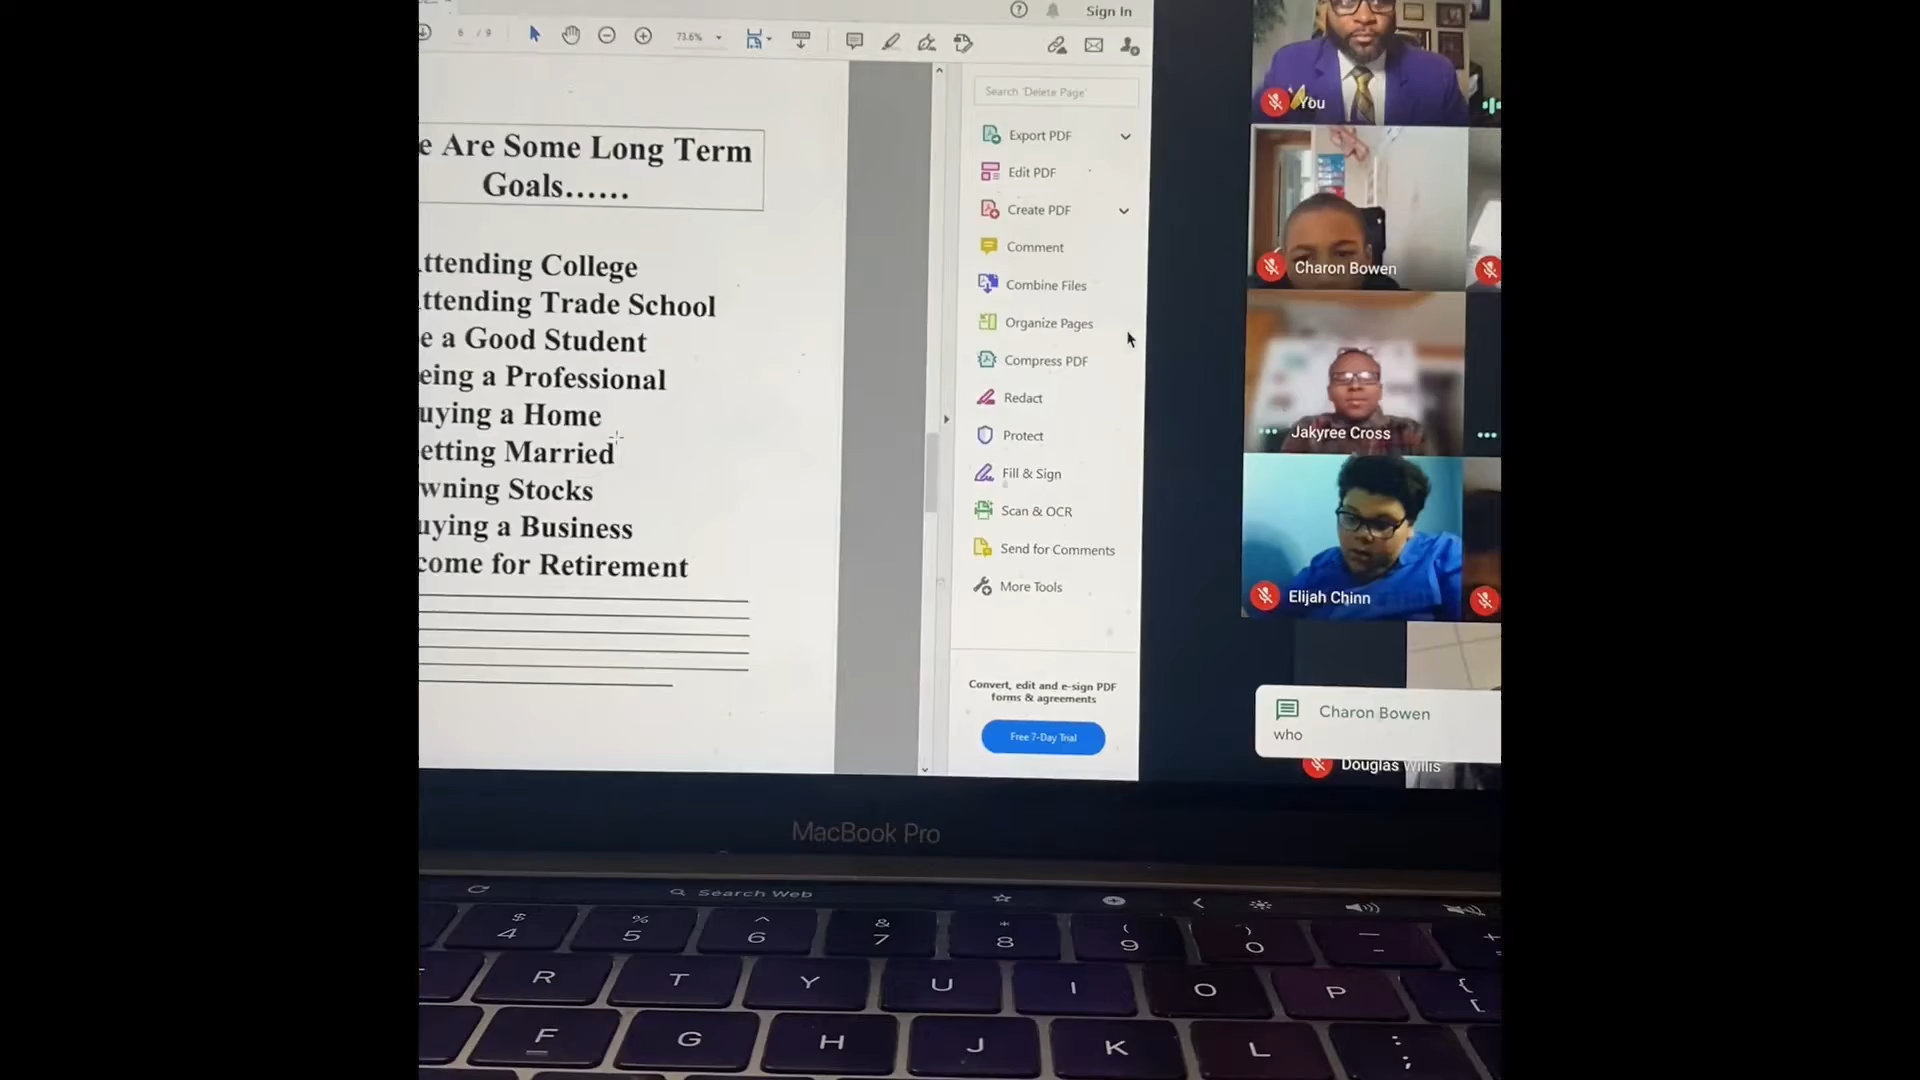 Sign In
6 / 9
73.6%
Search 'Delete Page'
e Are Some Long Term
Goals......
ttending College
ttending Trade School
e a Good Student
eing a Professional
uying a Home
etting Married
wning Stocks
uying a Business
come for Retirement
Export PDF
Edit PDF
Create PDF
Comment
Combine Files
Organize Pages
Compress PDF
Redact
Protect
Fill & Sign
Scan & OCR
Send for Comments
More Tools
Convert, edit and e-sign PDF
forms & agreements
Free 7-Day Trial
You
Charon Bowen
Jakyree Cross
Elijah Chinn
Charon Bowen
who
Douglas Willis
MacBook Pro
Search Web
$ % ^ & * ( )
4 5 6 7 8 9 0
R T Y U I O P { [
F G H J K L : ;